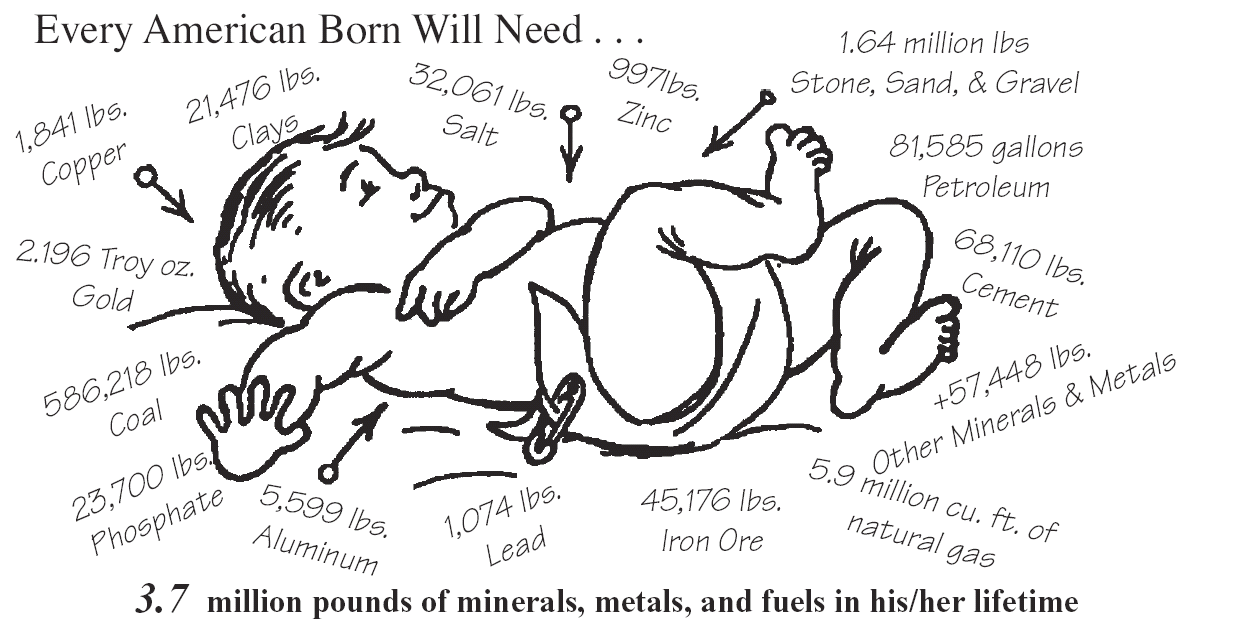 Every American Born Will Need . . .
1,841 lbs.
Copper
21,476 lbs.
Clays
32,061 lbs.
Salt
997lbs.
Zinc
1.64 million lbs
Stone, Sand, & Gravel
81,585 gallons
Petroleum
68,110 lbs.
Cement
+57,448 lbs.
Other Minerals & Metals
5.9 million cu. ft. of
natural gas
45,176 lbs.
Iron Ore
1,074 lbs.
Lead
5,599 lbs.
Aluminum
23,700 lbs.
Phosphate
586,218 lbs.
Coal
2.196 Troy oz.
Gold
3.7 million pounds of minerals, metals, and fuels in his/her lifetime